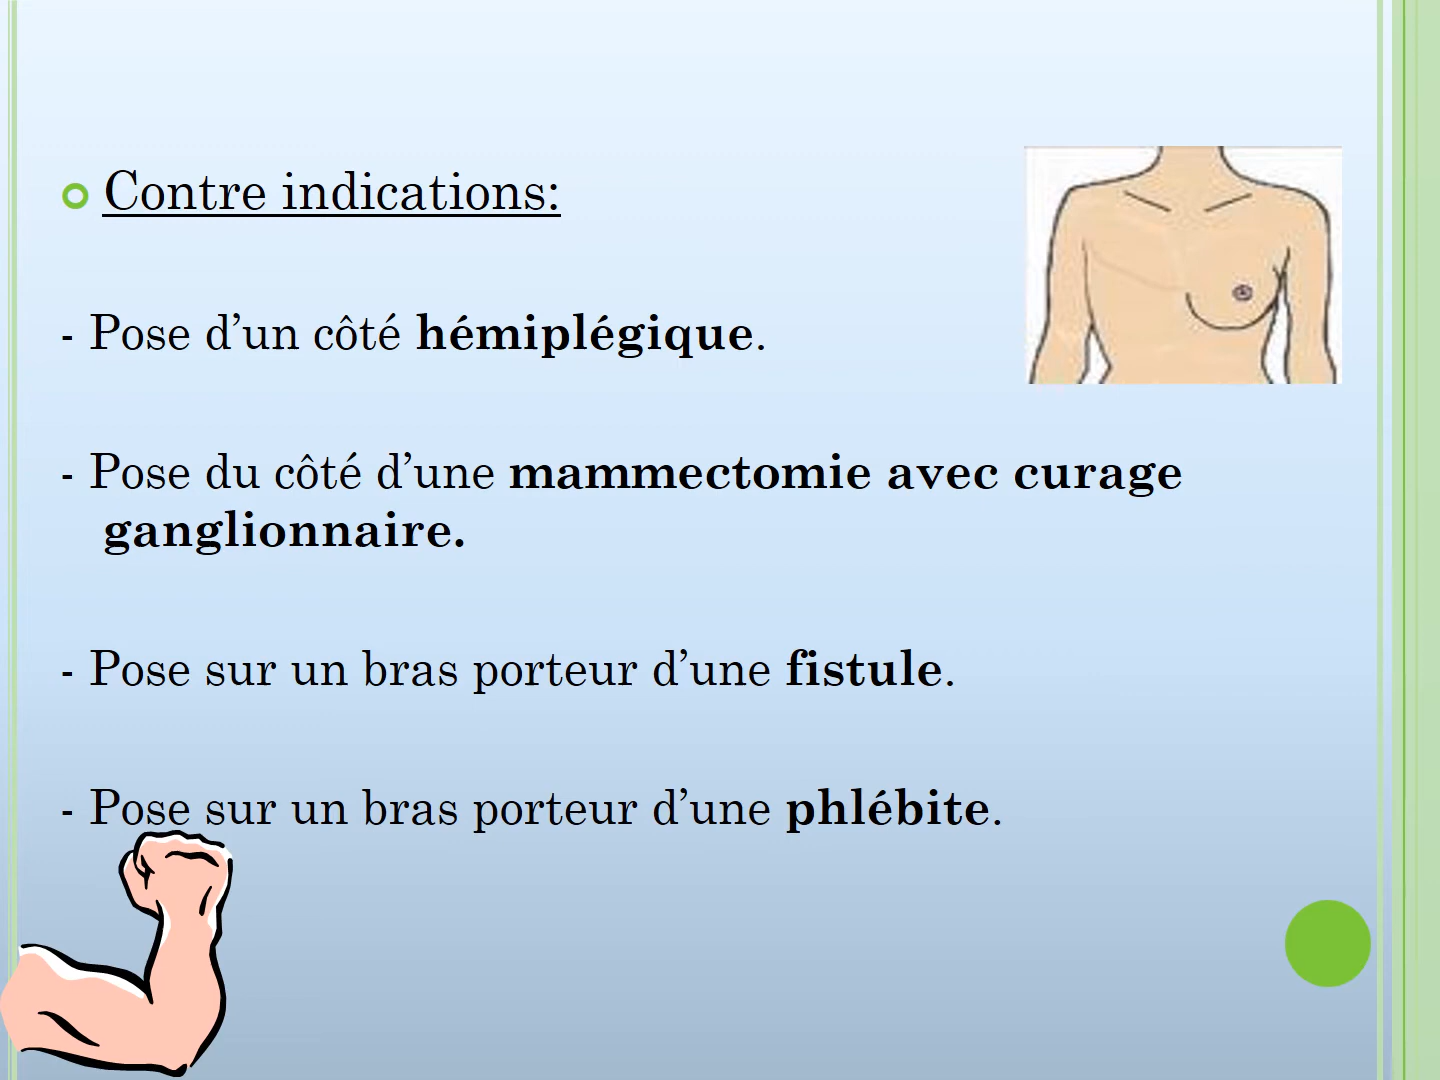 Contre indications:
- Pose d’un côté hémiplégique.
- Pose du côté d’une mammectomie avec curage
ganglionnaire.
- Pose sur un bras porteur d’une fistule.
- Pose sur un bras porteur d’une phlébite.